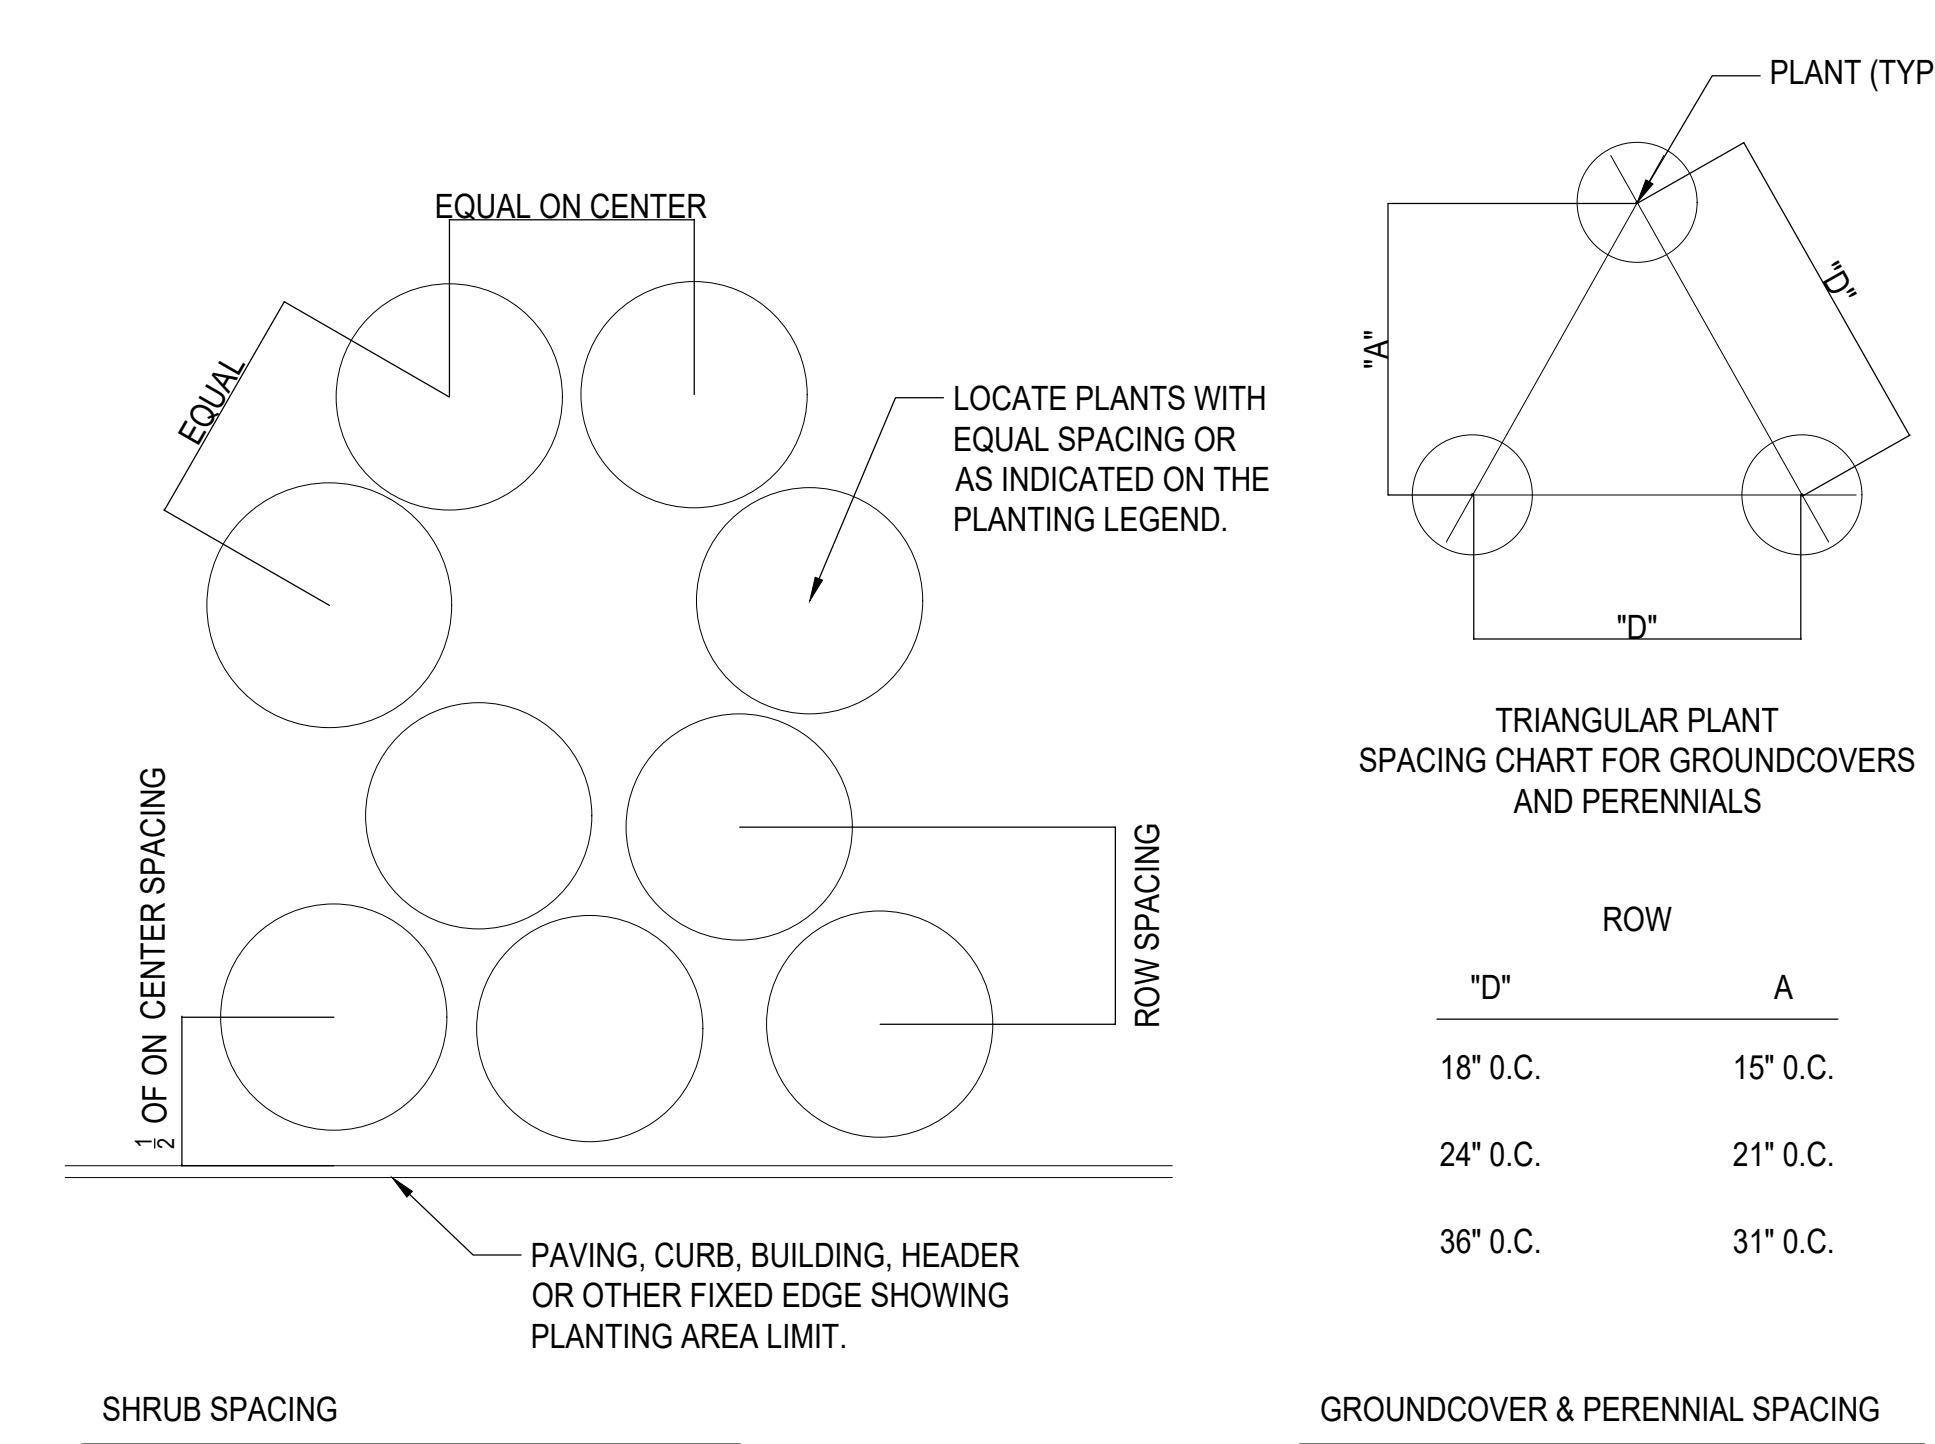 EQUAL ON CENTER
EQUAL
LOCATE PLANTS WITH
EQUAL SPACING OR
AS INDICATED ON THE
PLANTING LEGEND.
1/2 OF ON CENTER SPACING
ROW SPACING
PAVING, CURB, BUILDING, HEADER
OR OTHER FIXED EDGE SHOWING
PLANTING AREA LIMIT.
SHRUB SPACING
PLANT (TYP
"A"
"D"
"D"
TRIANGULAR PLANT
SPACING CHART FOR GROUNDCOVERS
AND PERENNIALS
ROW
"D" A
18" 0.C. 15" 0.C.
24" 0.C. 21" 0.C.
36" 0.C. 31" 0.C.
GROUNDCOVER & PERENNIAL SPACING